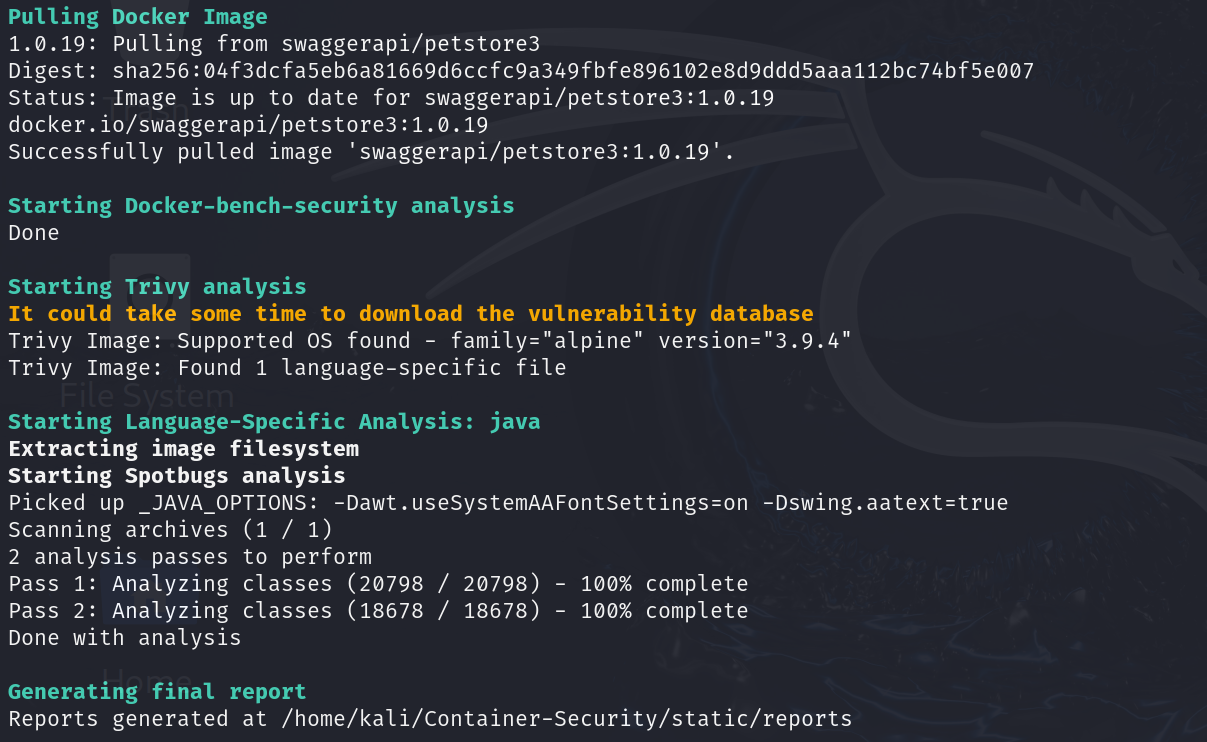 Pulling Docker Image
1.0.19: Pulling from swaggerapi/petstore3
Digest: sha256:04f3dcfa5eb6a81669d6ccfc9a349fbfe896102e8d9ddd5aaa112bc74bf5e007
Status: Image is up to date for swaggerapi/petstore3:1.0.19
docker.io/swaggerapi/petstore3:1.0.19
Successfully pulled image 'swaggerapi/petstore3:1.0.19'.
Starting Docker-bench-security analysis
Done
Starting Trivy analysis
It could take some time to download the vulnerability database
Trivy Image: Supported OS found - family="alpine" version="3.9.4"
Trivy Image: Found 1 language-specific file
File System
Starting Language-Specific Analysis: java
Extracting image filesystem
Starting Spotbugs analysis
Picked up _JAVA_OPTIONS: -Dawt.useSystemAAFontSettings=on -Dswing.aatext=true
Scanning archives (1 / 1)
2 analysis passes to perform
Pass 1: Analyzing classes (20798 / 20798) - 100% complete
Pass 2: Analyzing classes (18678 / 18678) - 100% complete
Done with analysis
Home
Generating final report
Reports generated at /home/kali/Container-Security/static/reports